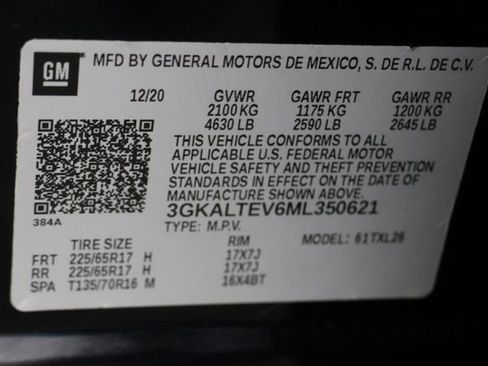 GM MFD BY GENERAL MOTORS DE MEXICO, S. DE R.L. DE C.V.
12/20 GVWR GAWR FRT GAWR RR
2100 KG 1175 KG 1200 KG
4630 LB 2590 LB 2645 LB
THIS VEHICLE CONFORMS TO ALL
APPLICABLE U.S. FEDERAL MOTOR
VEHICLE SAFETY AND THEFT PREVENTION
STANDARDS IN EFFECT ON THE DATE OF
MANUFACTURE SHOWN ABOVE.
384A 3GKALTEV6ML350621
TYPE: M.P.V. MODEL: 61TXL26
TIRE SIZE RIM
FRT 225/65R17 H 17X7J
RR 225/65R17 H 17X7J
SPA T135/70R16 M 16X4BT